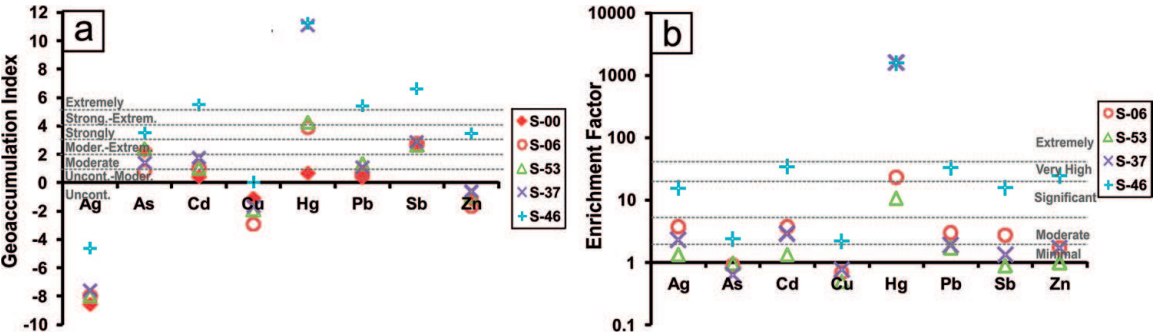 a
Geoaccumulation Index
12
10
8
6
4
2
0
-2
-4
-6
-8
-10
Extremely
Strong.-Extrem.
Strongly
Moder.-Extrem.
Moderate
Uncont.-Moder.
Uncont.
Ag As Cd Cu Hg Pb Sb Zn
S-00
S-06
S-53
S-37
S-46
b
Enrichment Factor
10000
1000
100
10
1
0.1
Extremely
Very High
Significant
Moderate
Minimal
Ag As Cd Cu Hg Pb Sb Zn
S-06
S-53
S-37
S-46